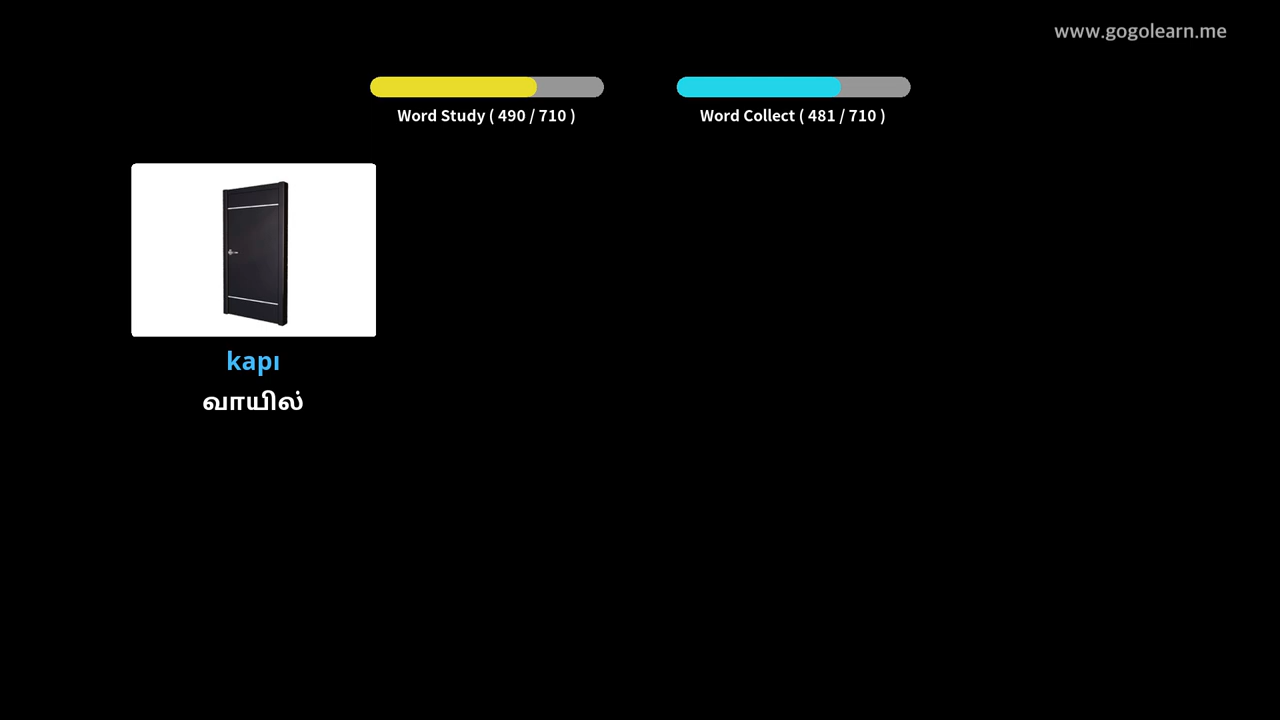 www.gogolearn.me
Word Study ( 490 / 710 )
Word Collect ( 481 / 710 )
kapı
வாயில்